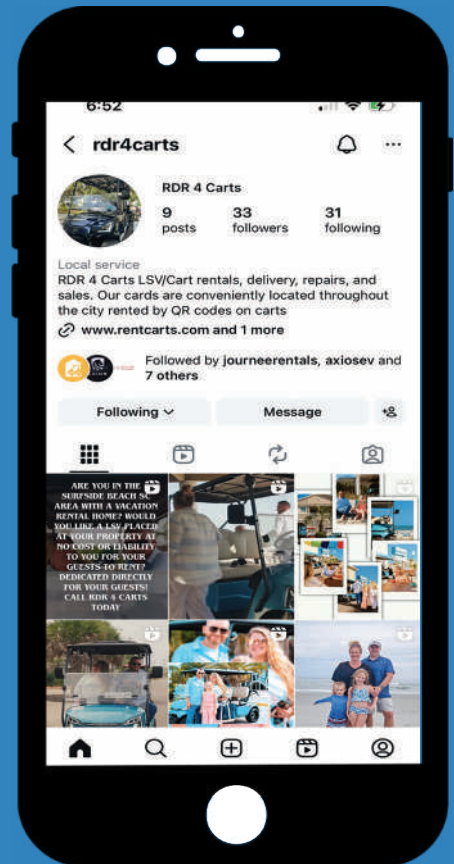 6:52
rdr4carts
RDR 4 Carts
9 33 31
posts followers following
Local service
RDR 4 Carts LSV/Cart rentals, delivery, repairs, and
sales. Our cards are conveniently located throughout
the city rented by QR codes on carts
www.rentcarts.com and 1 more
Followed by journeerentals, axiosev and
7 others
Following Message
ARE YOU IN THE
SURFSIDE BEACH SC
AREA WITH A VACATION
RENTAL HOME? WOULD
YOU LIKE A LSV PLACED
AT YOUR PROPERTY AT
NO COST OR LIABILITY
TO YOU FOR YOUR
GUESTS TO RENT?
DEDICATED DIRECTLY
FOR YOUR GUESTS!
CALL RDR 4 CARTS
TODAY